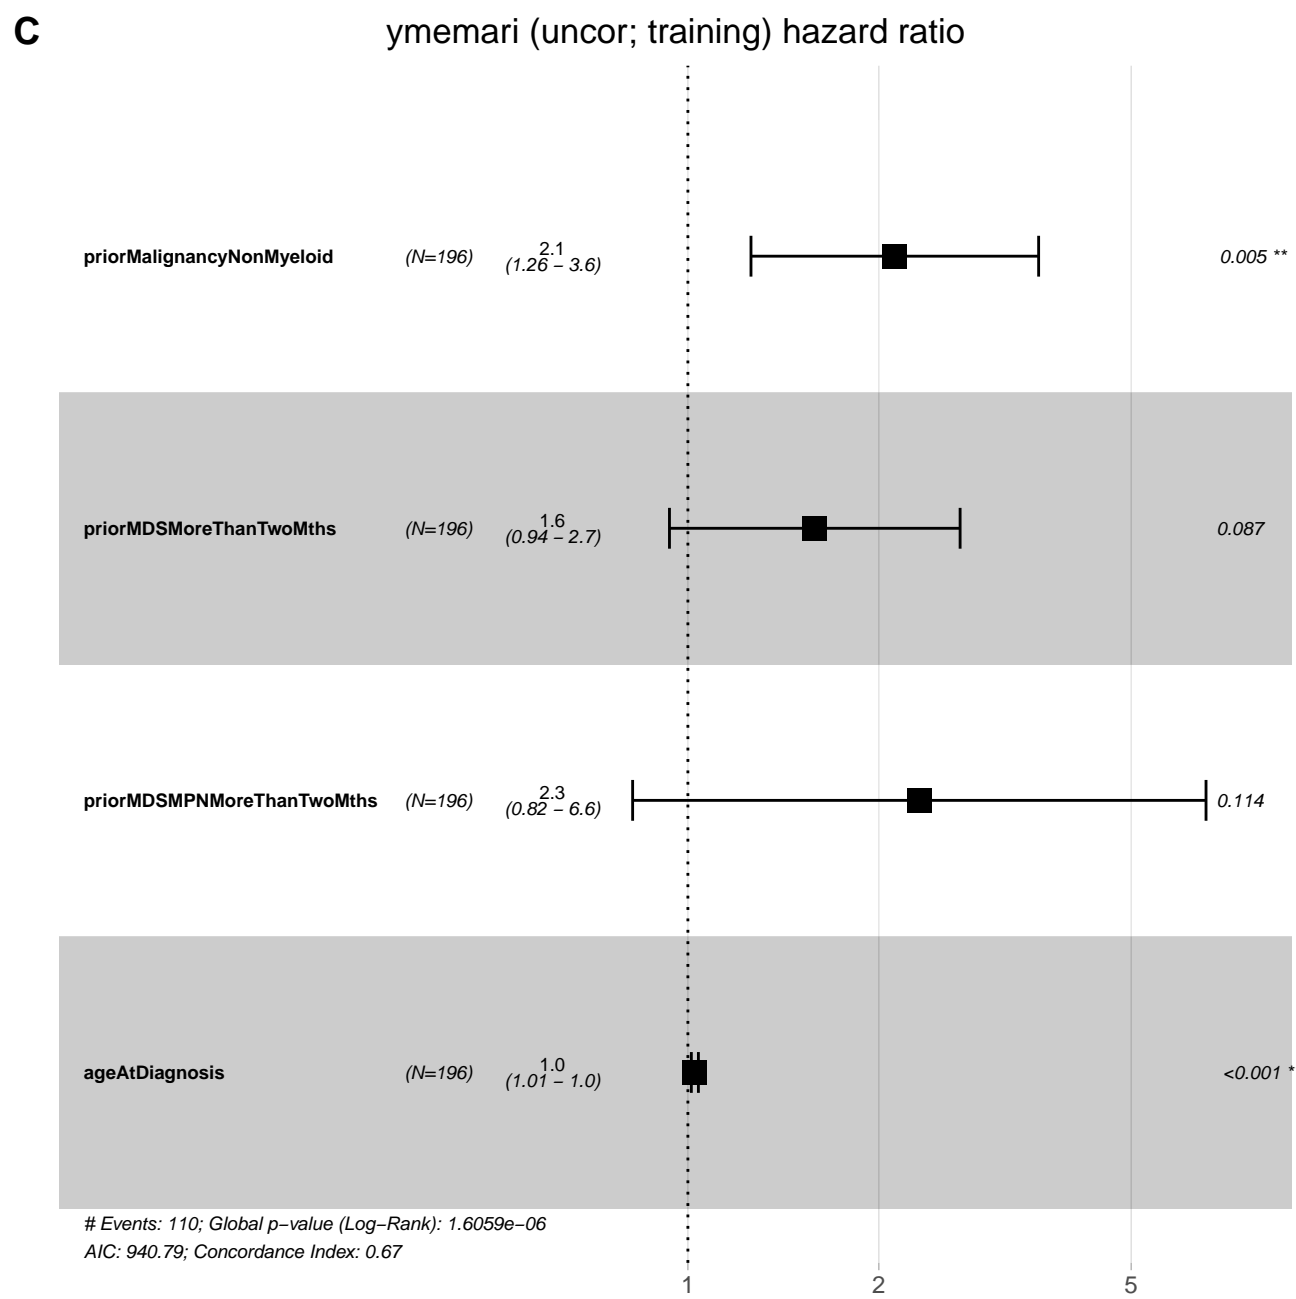 C
ymemari (uncor; training) hazard ratio
priorMalignancyNonMyeloid (N=196) 2.1 (1.26 − 3.6) 0.005 **
priorMDSMoreThanTwoMths (N=196) 1.6 (0.94 − 2.7) 0.087
priorMDSMPNMoreThanTwoMths (N=196) 2.3 (0.82 − 6.6) 0.114
ageAtDiagnosis (N=196) 1.0 (1.01 − 1.0) <0.001 *
# Events: 110; Global p−value (Log−Rank): 1.6059e−06
AIC: 940.79; Concordance Index: 0.67
1 2 5